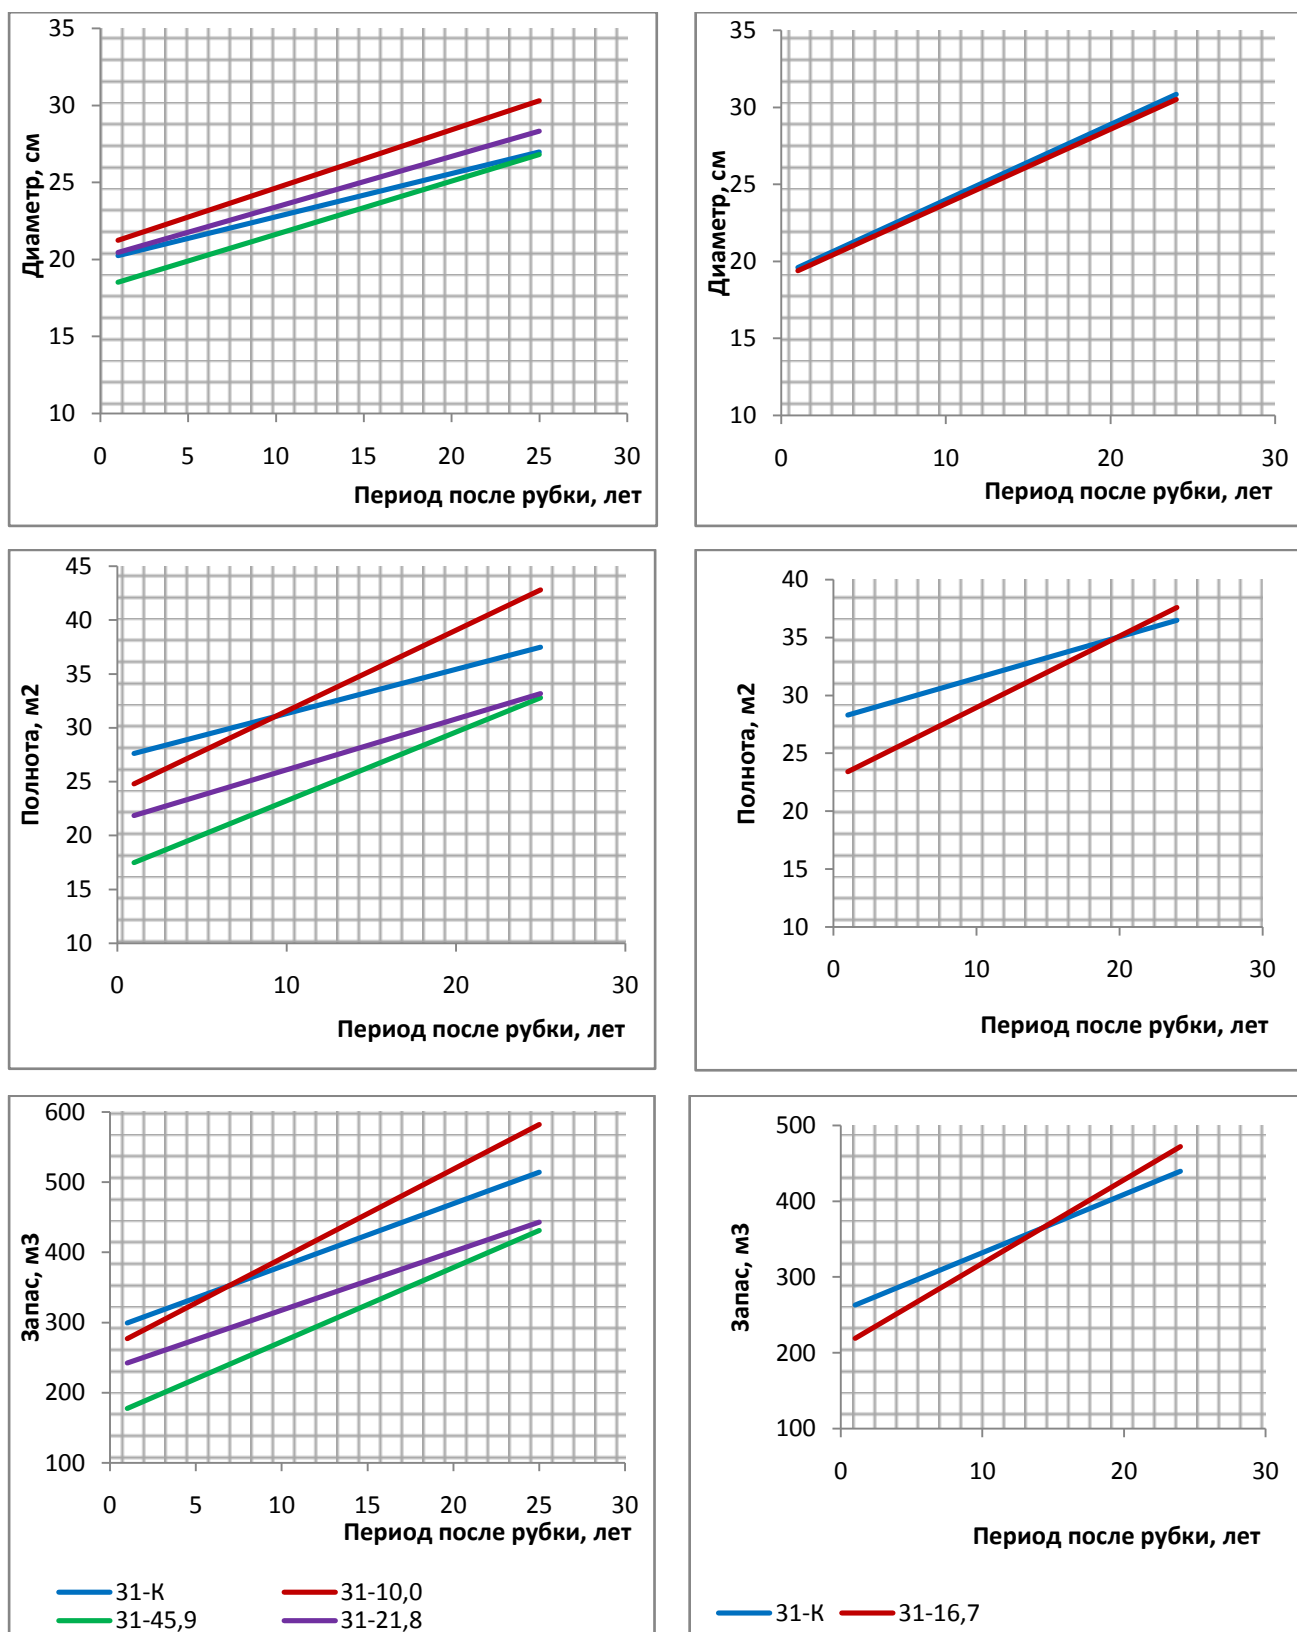 35
30
25
20
15
10
Диаметр, см
0 5 10 15 20 25 30
Период после рубки, лет
35
30
25
20
15
10
Диаметр, см
0 10 20 30
Период после рубки, лет
45
40
35
30
25
20
15
10
Полнота, м2
0 10 20 30
Период после рубки, лет
40
35
30
25
20
15
10
Полнота, м2
0 10 20 30
Период после рубки, лет
600
500
400
300
200
100
Запас, м3
0 5 10 15 20 25 30
Период после рубки, лет
31-К 31-10,0
31-45,9 31-21,8
500
400
300
200
100
Запас, м3
0 10 20 30
Период после рубки, лет
31-К 31-16,7